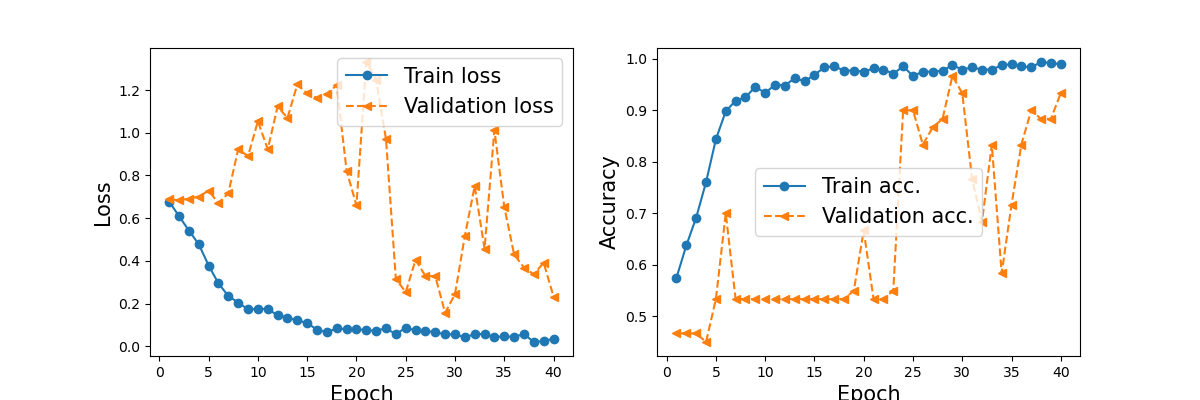 Train loss
Validation loss
1.2
1.0
0.8
0.6
0.4
0.2
0.0
Loss
0 5 10 15 20 25 30 35 40
Epoch
Train acc.
Validation acc.
1.0
0.9
0.8
0.7
0.6
0.5
Accuracy
0 5 10 15 20 25 30 35 40
Epoch